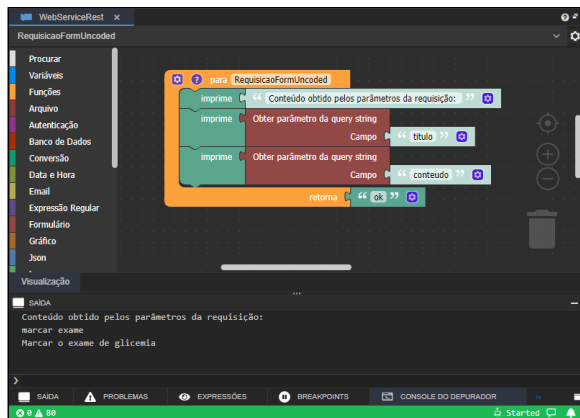 WebServiceRest ×
RequisicaoFormUncoded
Procurar
Variáveis
Funções
Arquivo
Autenticação
Banco de Dados
Conversão
Data e Hora
Email
Expressão Regular
Formulário
Gráfico
Json
? para RequisicaoFormUncoded
imprime “ Conteúdo obtido pelos parâmetros da requisição: ”
imprime Obter parâmetro da query string
Campo “ titulo ”
imprime Obter parâmetro da query string
Campo “ conteudo ”
retorna “ ok ”
Visualização
SAÍDA
Conteúdo obtido pelos parâmetros da requisição:
marcar exame
Marcar o exame de glicemia
>
SAÍDA PROBLEMAS EXPRESSÕES BREAKPOINTS CONSOLE DO DEPURADOR »
0 80 Started